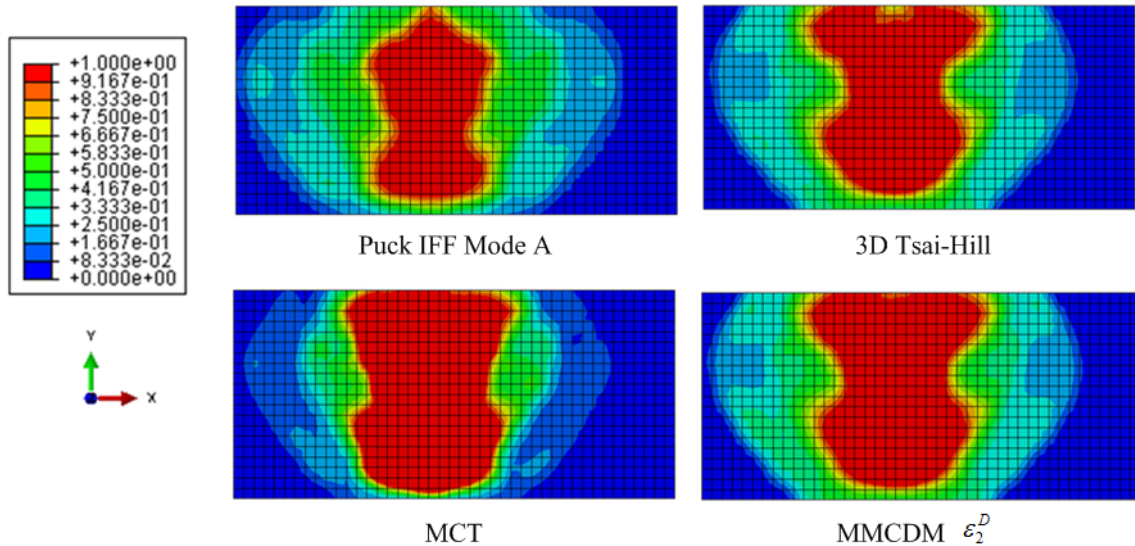 +1.000e+00
+9.167e-01
+8.333e-01
+7.500e-01
+6.667e-01
+5.833e-01
+5.000e-01
+4.167e-01
+3.333e-01
+2.500e-01
+1.667e-01
+8.333e-02
+0.000e+00
Y
X
Puck IFF Mode A
3D Tsai-Hill
MCT
MMCDM ε₂ᴰ